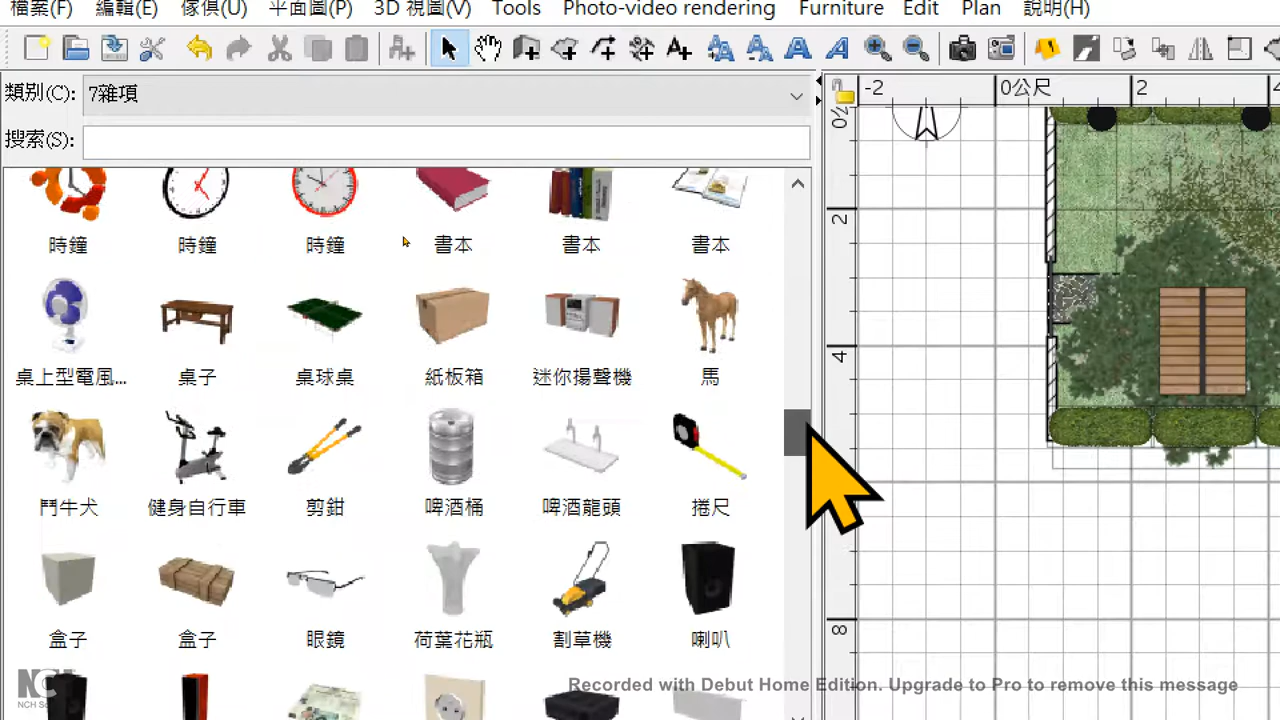 檔案(F) 編輯(E) 傢俱(U) 平面圖(P) 3D 視圖(V) Tools Photo-video rendering Furniture Edit Plan 說明(H)
類別(C): 7雜項
搜索(S):
-2 0公尺 2 4
時鐘 時鐘 時鐘 書本 書本 書本
2
桌上型電風... 桌子 桌球桌 紙板箱 迷你揚聲機 馬
4
鬥牛犬 健身自行車 剪鉗 啤酒桶 啤酒龍頭 捲尺
盒子 盒子 眼鏡 荷葉花瓶 割草機 喇叭
8
NCH
Recorded with Debut Home Edition. Upgrade to Pro to remove this message